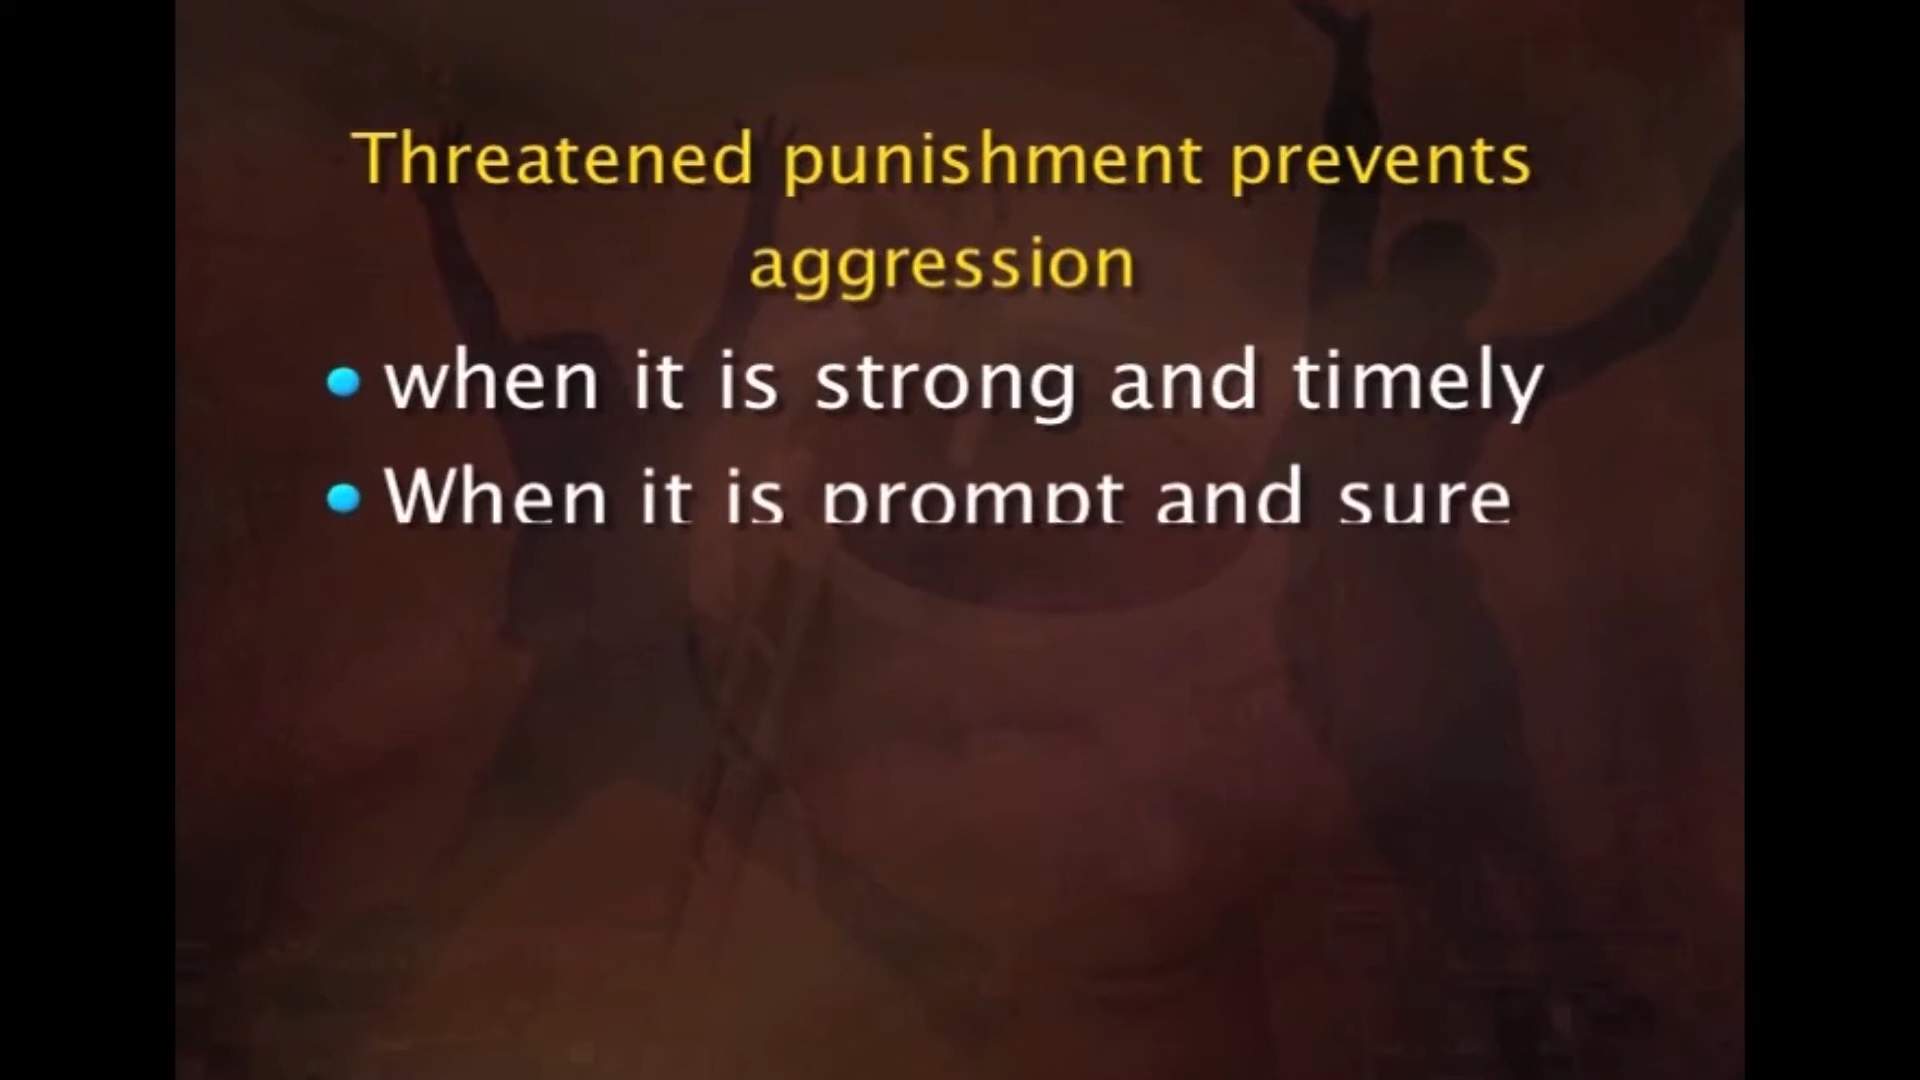 Threatened punishment prevents
aggression
• when it is strong and timely
• When it is prompt and sure